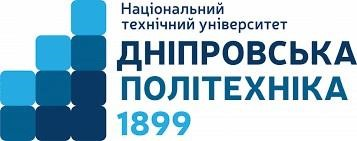 Національний
технічний університет
ДНІПРОВСЬКА
ПОЛІТЕХНІКА
1899